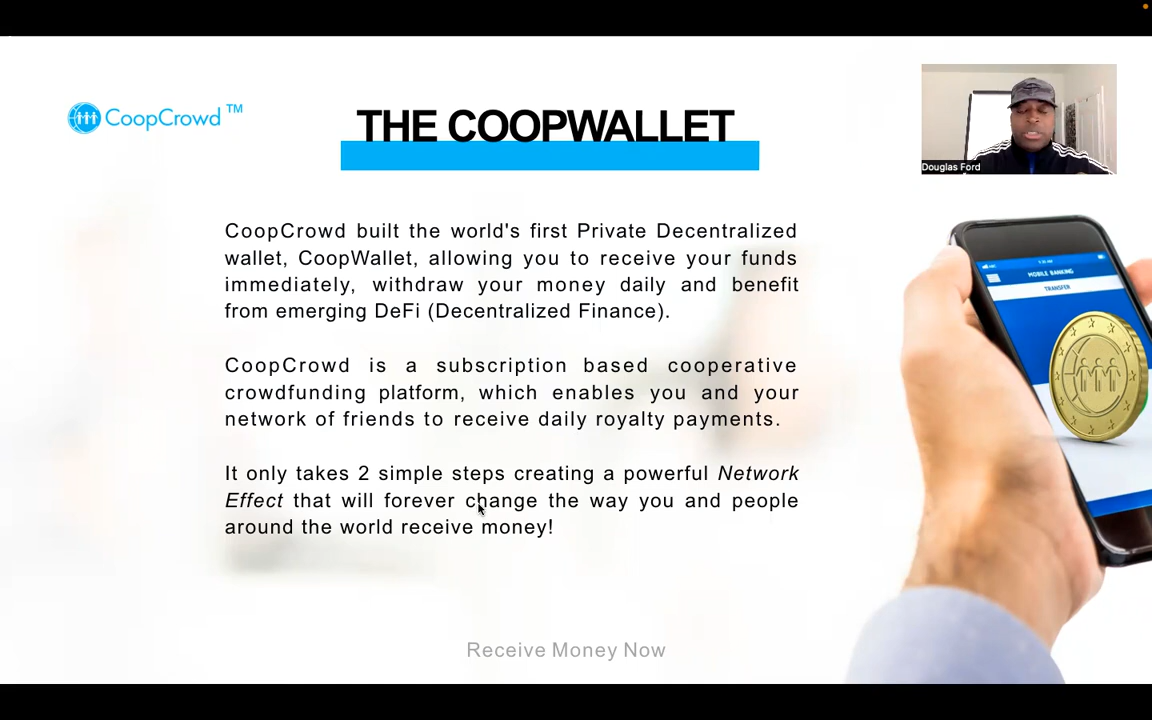 CoopCrowd TM
THE COOPWALLET
Douglas Ford
CoopCrowd built the world's first Private Decentralized
wallet, CoopWallet, allowing you to receive your funds
immediately, withdraw your money daily and benefit
from emerging DeFi (Decentralized Finance).
CoopCrowd is a subscription based cooperative
crowdfunding platform, which enables you and your
network of friends to receive daily royalty payments.
It only takes 2 simple steps creating a powerful Network
Effect that will forever change the way you and people
around the world receive money!
MOBILE BANKING
TRANSFER
Receive Money Now